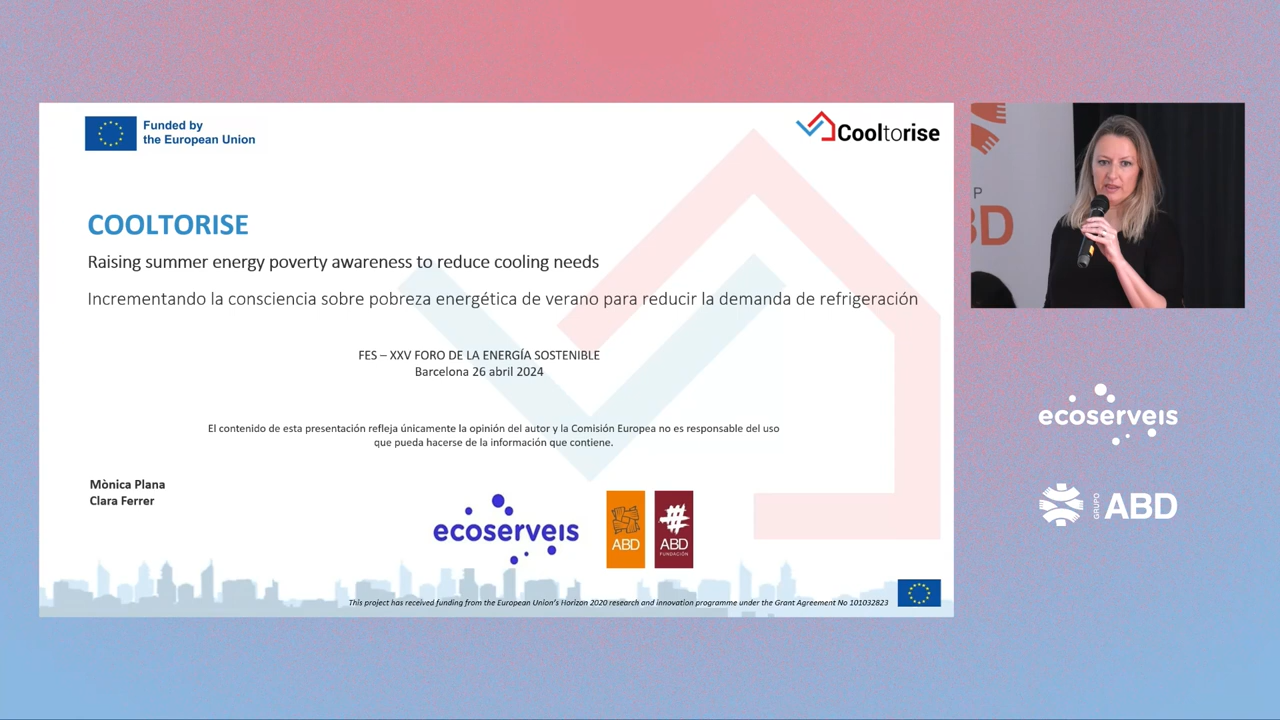 Funded by
the European Union
Cooltorise
COOLTORISE
Raising summer energy poverty awareness to reduce cooling needs
Incrementando la consciencia sobre pobreza energética de verano para reducir la demanda de refrigeración
FES – XXV FORO DE LA ENERGÍA SOSTENIBLE
Barcelona 26 abril 2024
El contenido de esta presentación refleja únicamente la opinión del autor y la Comisión Europea no es responsable del uso
que pueda hacerse de la información que contiene.
Mònica Plana
Clara Ferrer
ecoserveis
ABD
ABD
FUNDACIÓN
This project has received funding from the European Union's Horizon 2020 research and innovation programme under the Grant Agreement No 101032823
P
BD
ecoserveis
GRUPO
ABD